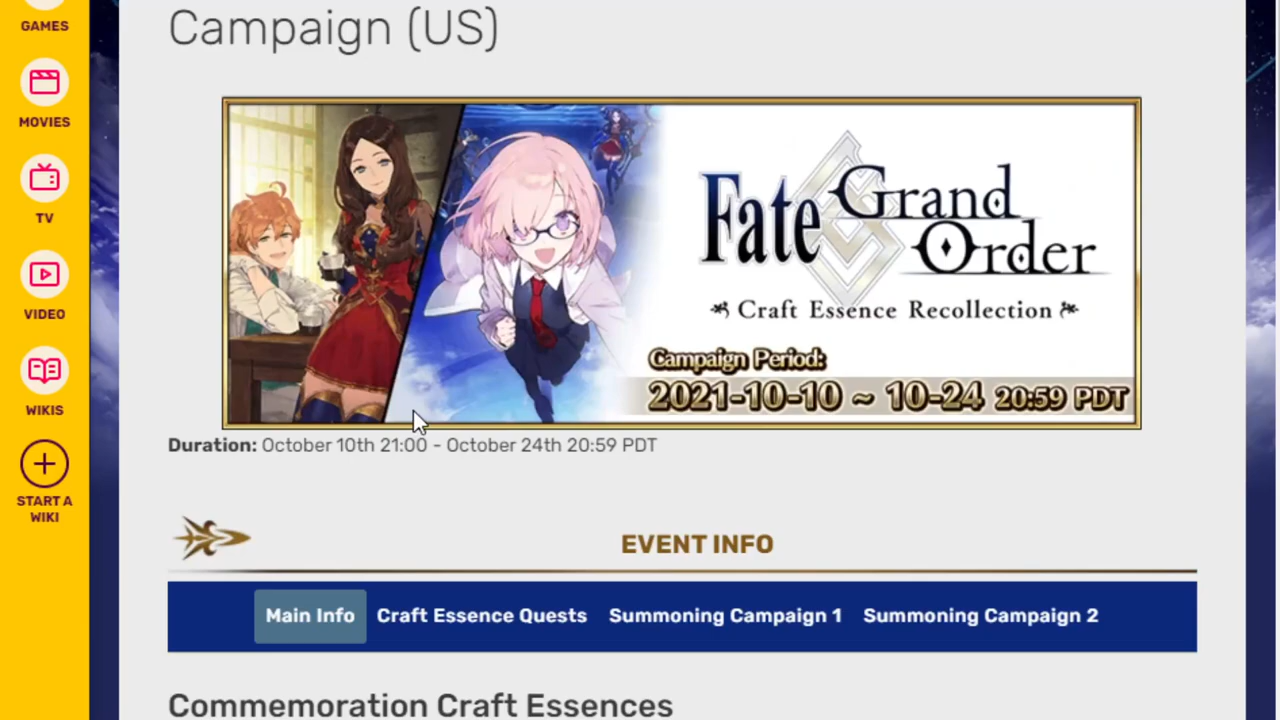 GAMES
MOVIES
TV
VIDEO
WIKIS
START A
WIKI
Campaign (US)
Fate
Grand
Order
Craft Essence Recollection
Campaign Period:
2021-10-10 ~ 10-24 20:59 PDT
Duration: October 10th 21:00 - October 24th 20:59 PDT
EVENT INFO
Main Info Craft Essence Quests Summoning Campaign 1 Summoning Campaign 2
Commemoration Craft Essences